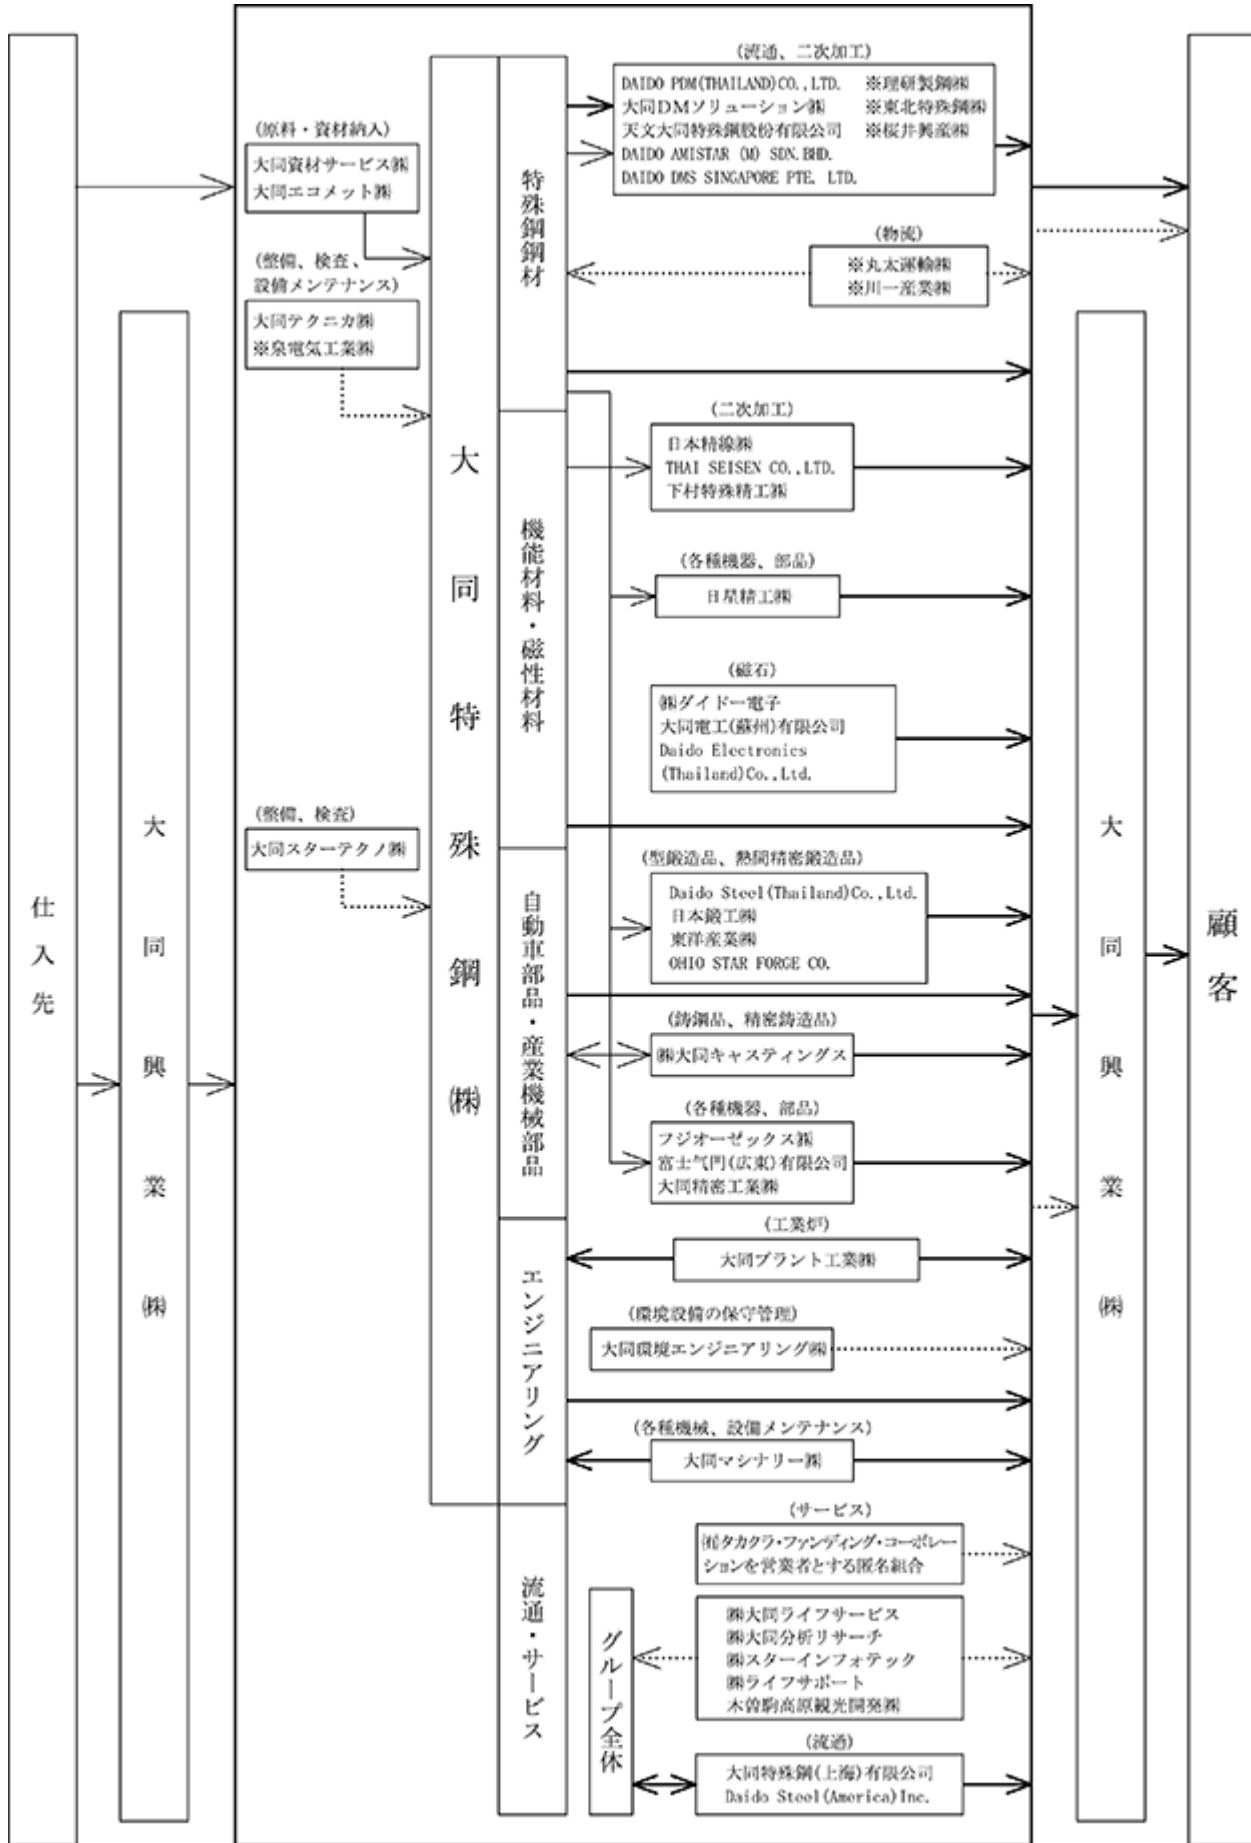 仕入先
大同興業㈱
(原料・資材納入)
大同資材サービス㈱
大同エコメット㈱
(整備、検査、
設備メンテナンス)
大同テクニカ㈱
※泉電気工業㈱
(整備、検査)
大同スターテクノ㈱
大同特殊鋼㈱
特殊鋼鋼材
(流通、二次加工)
DAIDO PDM(THAILAND)CO.,LTD. ※理研製鋼㈱
大同DMソリューション㈱ ※東北特殊鋼㈱
天文大同特殊鋼股份有限公司 ※桜井興産㈱
DAIDO AMISTAR (M) SDN.BHD.
DAIDO DMS SINGAPORE PTE. LTD.
(物流)
※丸太運輸㈱
※川一産業㈱
機能材料・磁性材料
(二次加工)
日本精線㈱
THAI SEISEN CO.,LTD.
下村特殊精工㈱
(各種機器、部品)
日星精工㈱
(磁石)
㈱ダイドー電子
大同電工(蘇州)有限公司
Daido Electronics
(Thailand)Co.,Ltd.
自動車部品・産業機械部品
(型鍛造品、熱間精密鍛造品)
Daido Steel(Thailand)Co.,Ltd.
日本鍛工㈱
東洋産業㈱
OHIO STAR FORGE CO.
(鋳鋼品、精密鋳造品)
㈱大同キャスティングス
(各種機器、部品)
フジオーゼックス㈱
富士气門(広東)有限公司
大同精密工業㈱
エンジニアリング
(工業炉)
大同プラント工業㈱
(環境設備の保守管理)
大同環境エンジニアリング㈱
(各種機械、設備メンテナンス)
大同マシナリー㈱
流通・サービス
(サービス)
㈲タカクラ・ファンディング・コーポレー
ションを営業者とする匿名組合
グループ全体
㈱大同ライフサービス
㈱大同分析リサーチ
㈱スターインフォテック
㈱ライフサポート
木曽駒高原観光開発㈱
(流通)
大同特殊鋼(上海)有限公司
Daido Steel(America)Inc.
大同興業㈱
顧客